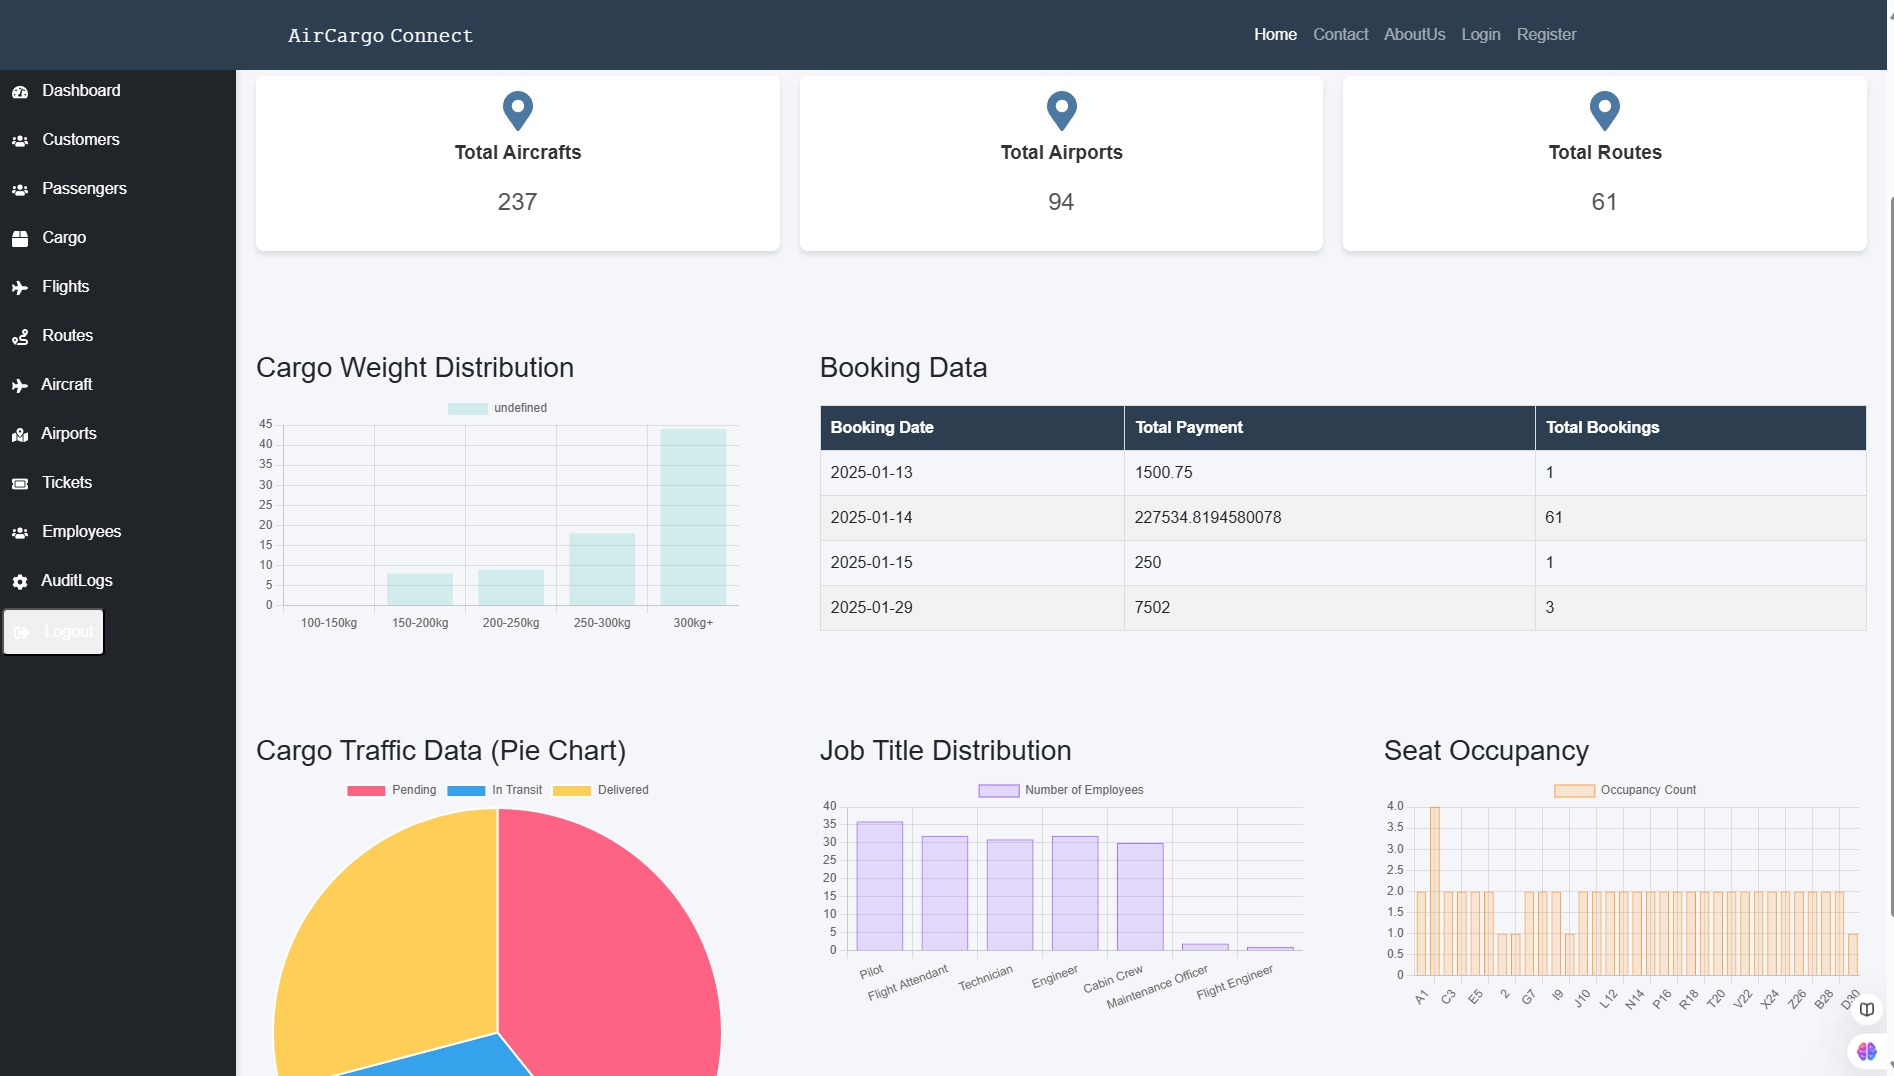 AirCargo Connect
Home Contact AboutUs Login Register
Dashboard
Customers
Passengers
Cargo
Flights
Routes
Aircraft
Airports
Tickets
Employees
AuditLogs
Logout
Total Aircrafts
237
Total Airports
94
Total Routes
61
Cargo Weight Distribution
undefined
45
40
35
30
25
20
15
10
5
0
100-150kg 150-200kg 200-250kg 250-300kg 300kg+
Booking Data
Booking Date Total Payment Total Bookings
2025-01-13 1500.75 1
2025-01-14 227534.8194580078 61
2025-01-15 250 1
2025-01-29 7502 3
Cargo Traffic Data (Pie Chart)
Pending In Transit Delivered
Job Title Distribution
Number of Employees
40
35
30
25
20
15
10
5
0
Pilot Flight Attendant Technician Engineer Cabin Crew Maintenance Officer Flight Engineer
Seat Occupancy
Occupancy Count
4.0
3.5
3.0
2.5
2.0
1.5
1.0
0.5
0
A1 C3 E5 2 G7 I9 J10 L12 N14 P16 R18 T20 V22 X24 Z26 B28 D30